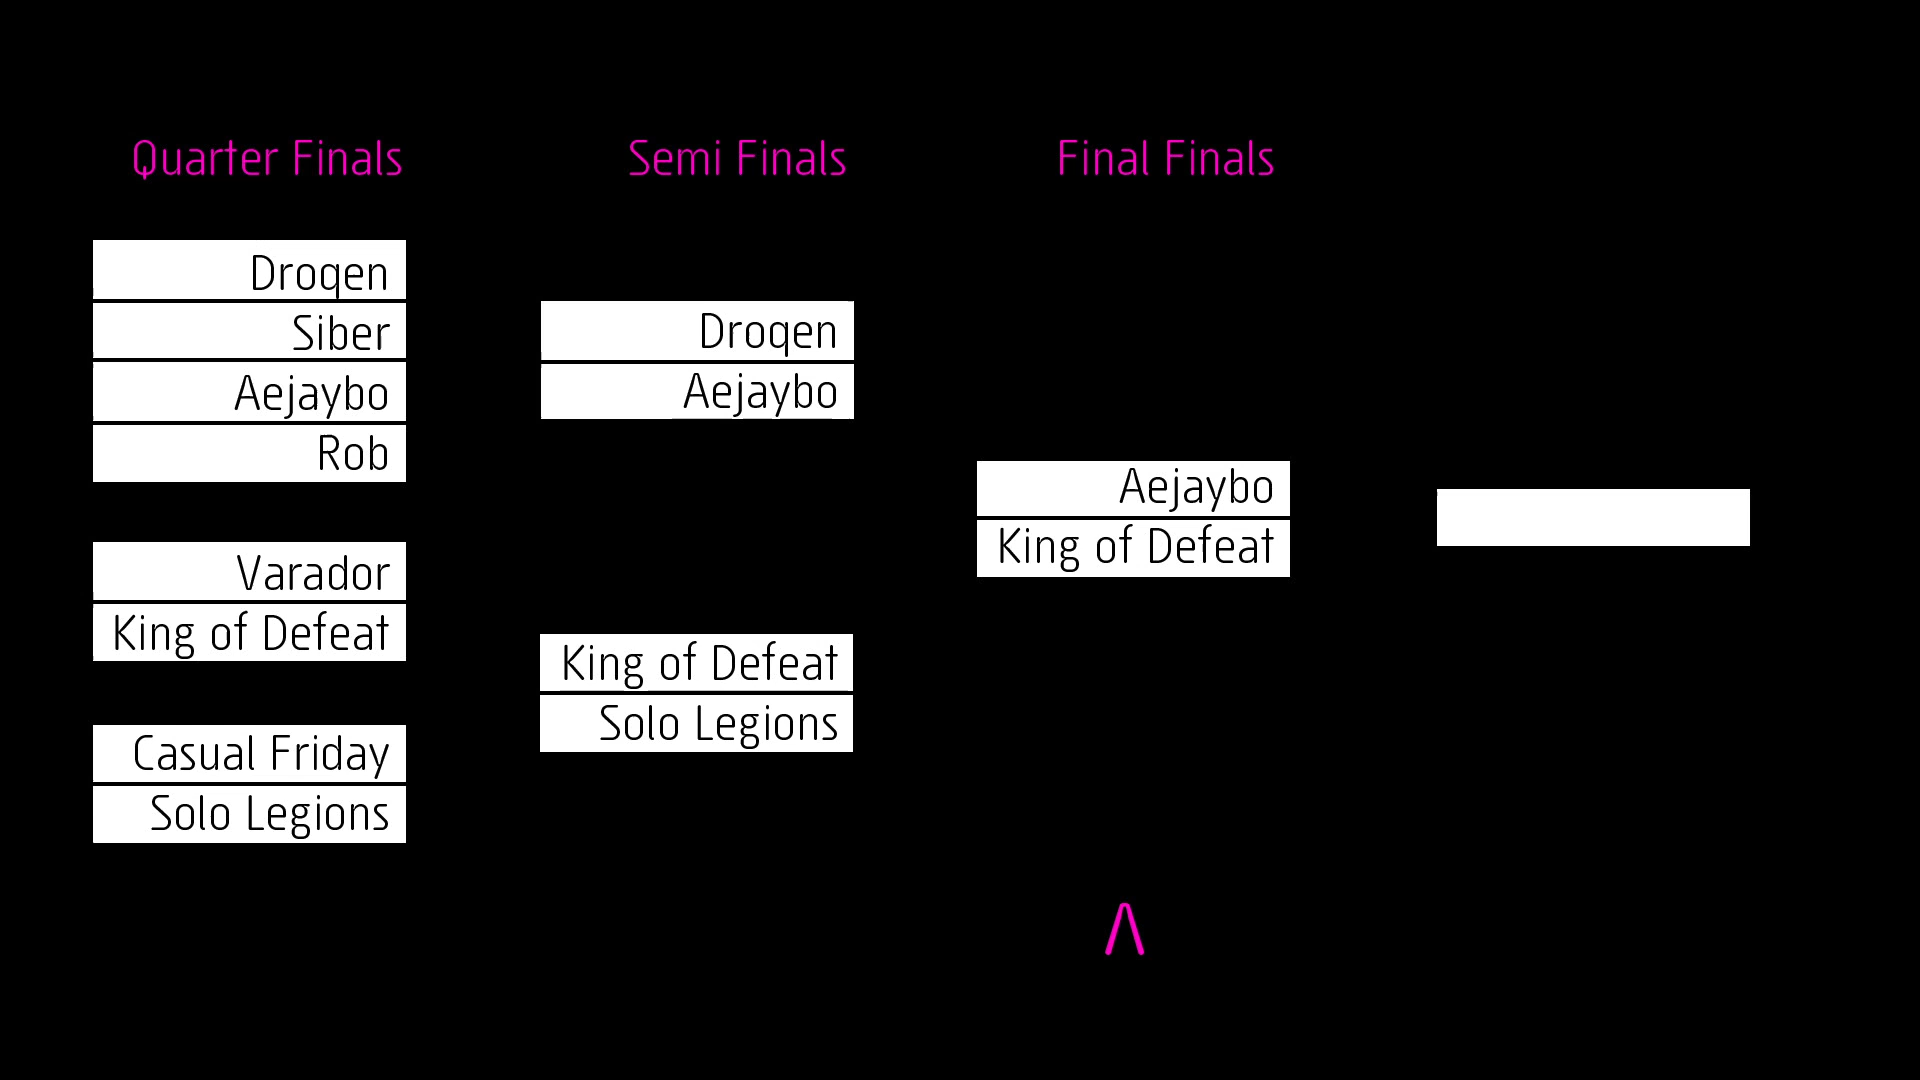 Quarter Finals
Semi Finals
Final Finals
Droqen
Siber
Aejaybo
Rob
Varador
King of Defeat
Casual Friday
Solo Legions
Droqen
Aejaybo
King of Defeat
Solo Legions
Aejaybo
King of Defeat